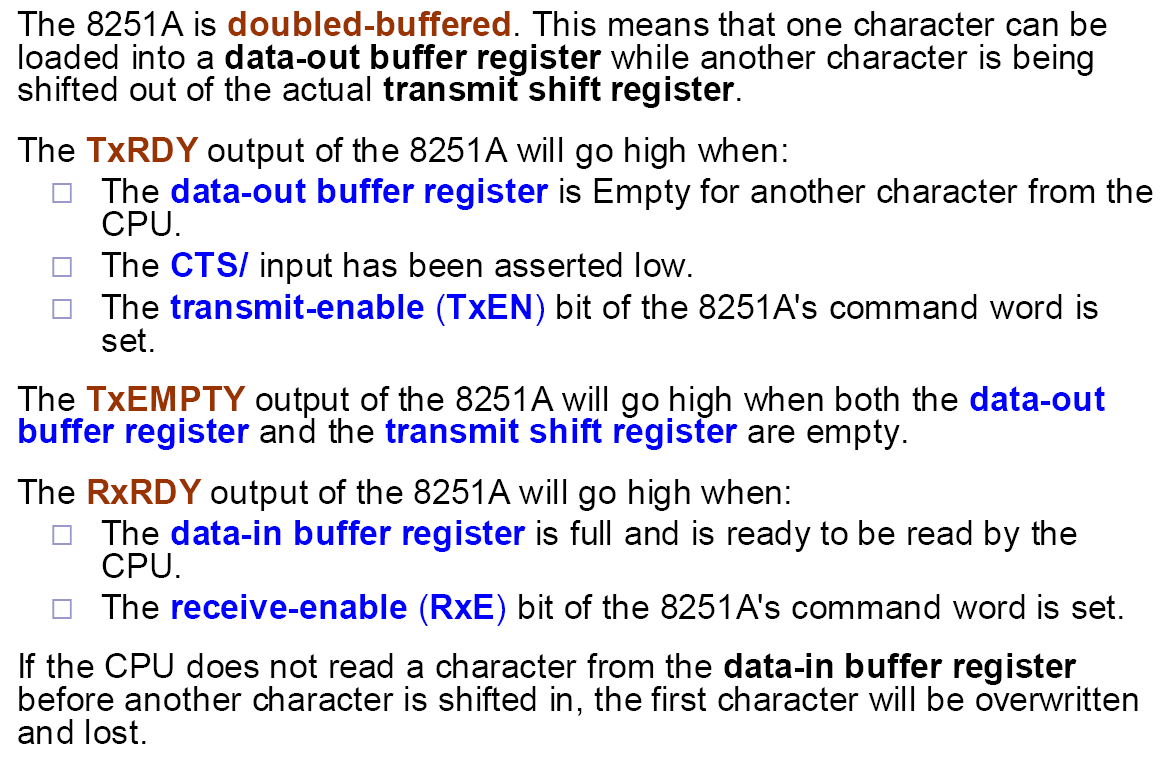 The 8251A is doubled-buffered. This means that one character can be
loaded into a data-out buffer register while another character is being
shifted out of the actual transmit shift register.
The TxRDY output of the 8251A will go high when:
The data-out buffer register is Empty for another character from the
CPU.
The CTS/ input has been asserted low.
The transmit-enable (TxEN) bit of the 8251A's command word is
set.
The TxEMPTY output of the 8251A will go high when both the data-out
buffer register and the transmit shift register are empty.
The RxRDY output of the 8251A will go high when:
The data-in buffer register is full and is ready to be read by the
CPU.
The receive-enable (RxE) bit of the 8251A's command word is set.
If the CPU does not read a character from the data-in buffer register
before another character is shifted in, the first character will be overwritten
and lost.